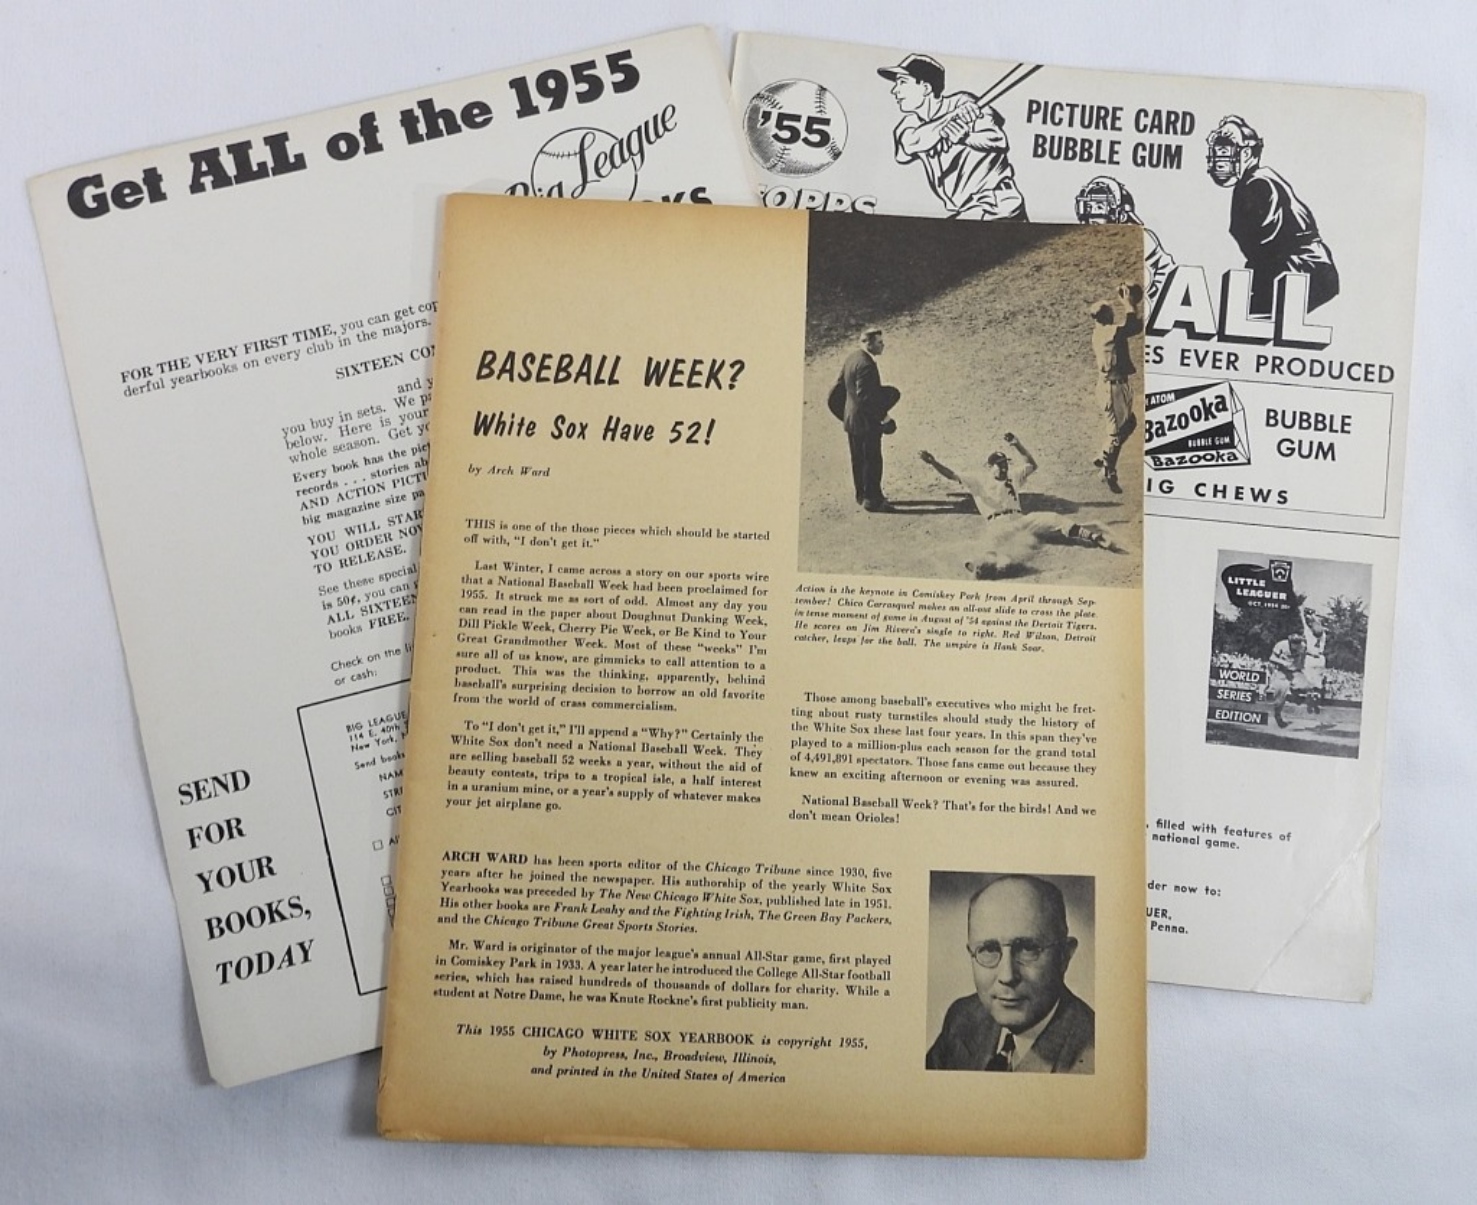 Get ALL of the 1955
Big League
FOR THE VERY FIRST TIME, you can get
derful yearbooks on every club in the majors.
SIXTEEN
and
you buy in sets. We
below. Here is your
whole season. Get
Every book has the
records . . . stories
AND ACTION
big magazine size
YOU WILL
YOU ORDER
TO RELEASE.
See these special
is 50¢, you can
ALL SIXTEEN
books FREE.
Check on the
or cash:
BIG LEAGUE
114 E. 40th
New York,
Send books
SEND
FOR
YOUR
BOOKS,
TODAY
'55
TOPPS
PICTURE CARD
BUBBLE GUM
ALL
ES EVER PRODUCED
ATOM
Bazooka
BUBBLE GUM
Bazooka
BUBBLE
GUM
IG CHEWS
LITTLE
LEAGUER
OCT. 1954
WORLD
SERIES
EDITION
, filled with features of
national game.
der now to:
UER,
Penna.
BASEBALL WEEK?
White Sox Have 52!
by Arch Ward
THIS is one of the those pieces which should be started
off with, "I don't get it."
Last Winter, I came across a story on our sports wire
that a National Baseball Week had been proclaimed for
1955. It struck me as sort of odd. Almost any day you
can read in the paper about Doughnut Dunking Week,
Dill Pickle Week, Cherry Pie Week, or Be Kind to Your
Great Grandmother Week. Most of these "weeks" I'm
sure all of us know, are gimmicks to call attention to a
product. This was the thinking, apparently, behind
baseball's surprising decision to borrow an old favorite
from the world of crass commercialism.
To "I don't get it," I'll append a "Why?" Certainly the
White Sox don't need a National Baseball Week. They
are selling baseball 52 weeks a year, without the aid of
beauty contests, trips to a tropical isle, a half interest
in a uranium mine, or a year's supply of whatever makes
your jet airplane go.
Action is the keynote in Comiskey Park from April through Sep-
tember! Chico Carrasquel makes an all-out slide to cross the plate
in tense moment of game in August of '54 against the Dertoit Tigers.
He scores on Jim Rivera's single to right. Red Wilson, Detroit
catcher, leaps for the ball. The umpire is Hank Soar.
Those among baseball's executives who might be fret-
ting about rusty turnstiles should study the history of
the White Sox these last four years. In this span they've
played to a million-plus each season for the grand total
of 4,491,891 spectators. Those fans came out because they
knew an exciting afternoon or evening was assured.
National Baseball Week? That's for the birds! And we
don't mean Orioles!
ARCH WARD has been sports editor of the Chicago Tribune since 1930, five
years after he joined the newspaper. His authorship of the yearly White Sox
Yearbooks was preceded by The New Chicago White Sox, published late in 1951.
His other books are Frank Leahy and the Fighting Irish, The Green Bay Packers,
and the Chicago Tribune Great Sports Stories.
Mr. Ward is originator of the major league's annual All-Star game, first played
in Comiskey Park in 1933. A year later he introduced the College All-Star football
series, which has raised hundreds of thousands of dollars for charity. While a
student at Notre Dame, he was Knute Rockne's first publicity man.
This 1955 CHICAGO WHITE SOX YEARBOOK is copyright 1955,
by Photopress, Inc., Broadview, Illinois,
and printed in the United States of America